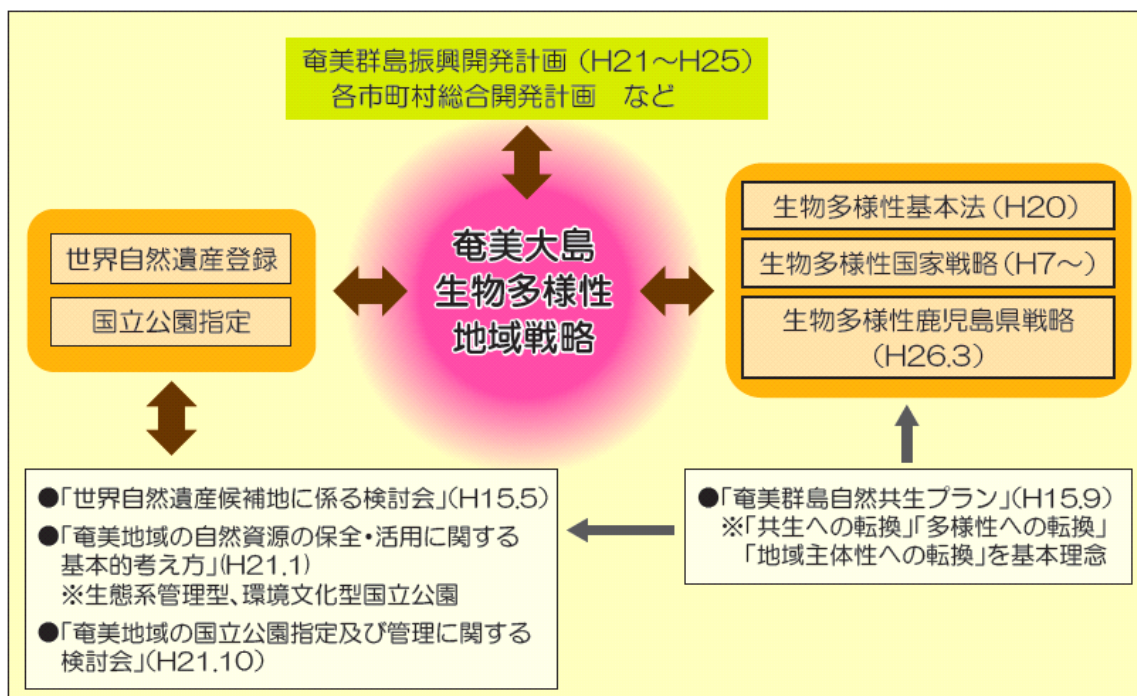 奄美群島振興開発計画（H21～H25）
各市町村総合開発計画　など
世界自然遺産登録
国立公園指定
奄美大島
生物多様性
地域戦略
生物多様性基本法（H20）
生物多様性国家戦略（H7～）
生物多様性鹿児島県戦略
（H26.3）
●「世界自然遺産候補地に係る検討会」（H15.5）
●「奄美地域の自然資源の保全・活用に関する
基本的考え方」（H21.1）
※生態系管理型、環境文化型国立公園
●「奄美地域の国立公園指定及び管理に関する
検討会」（H21.10）
●「奄美群島自然共生プラン」（H15.9）
※「共生への転換」「多様性への転換」
「地域主体性への転換」を基本理念